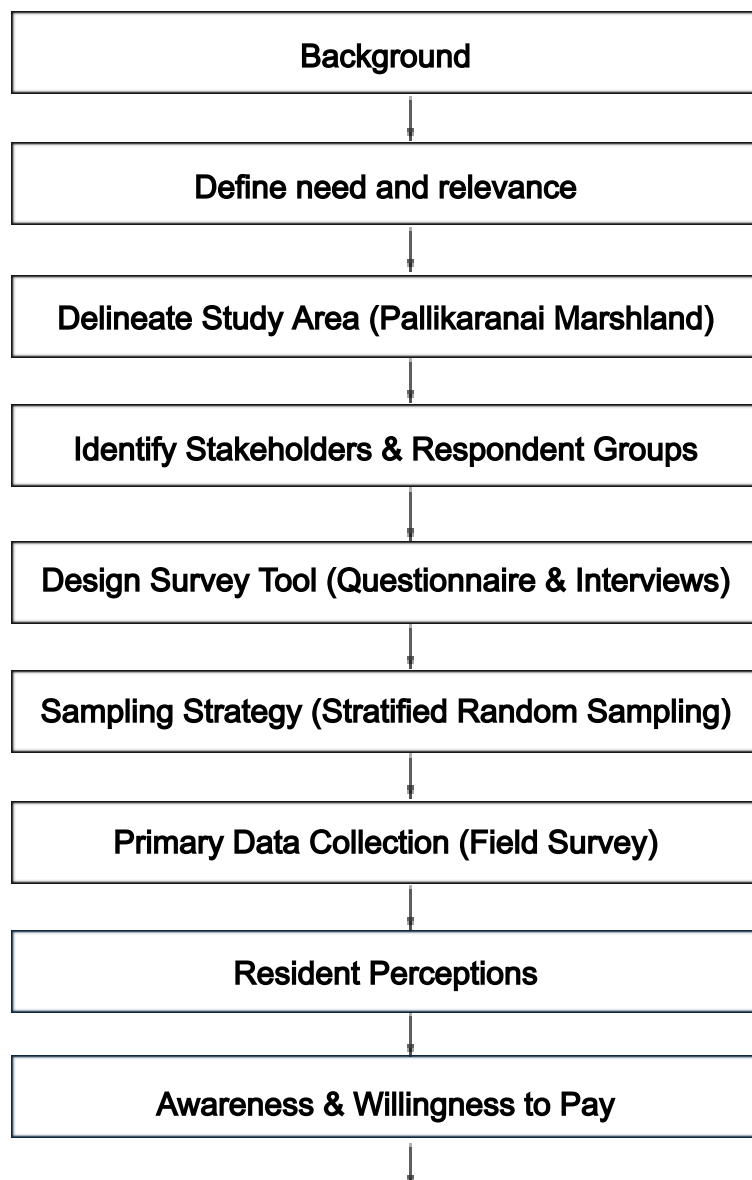 Background
Define need and relevance
Delineate Study Area (Pallikaranai Marshland)
Identify Stakeholders & Respondent Groups
Design Survey Tool (Questionnaire & Interviews)
Sampling Strategy (Stratified Random Sampling)
Primary Data Collection (Field Survey)
Resident Perceptions
Awareness & Willingness to Pay